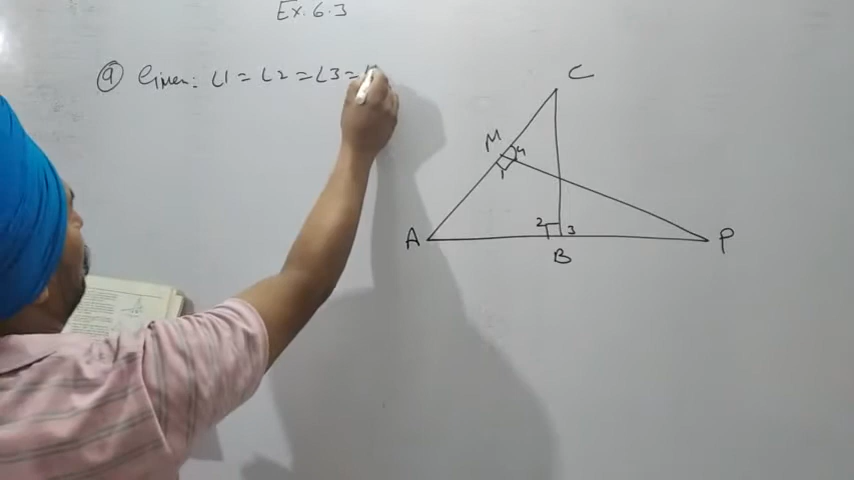 Ex. 6.3
9 Given: ∠1 = ∠2 = ∠3 =
C
M
4
1
2
3
A
P
B